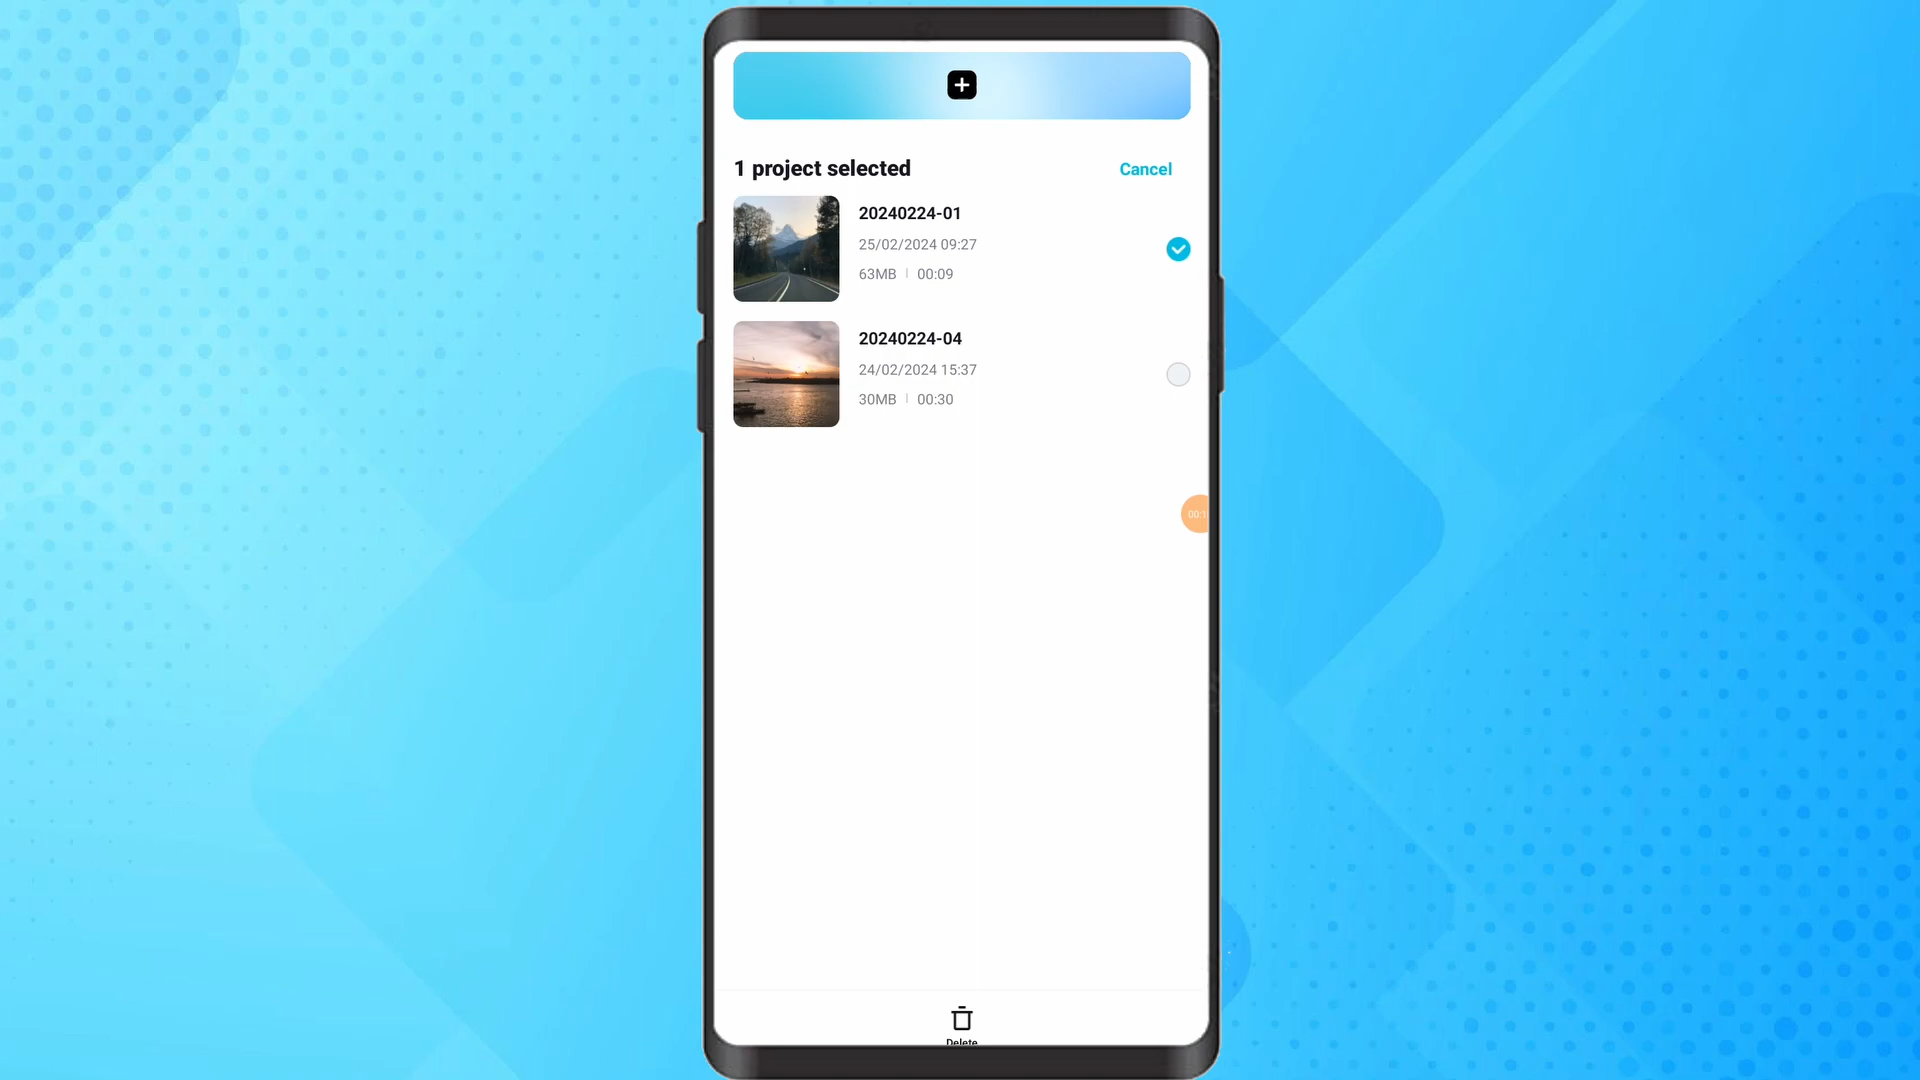 1 project selected
Cancel
20240224-01
25/02/2024 09:27
63MB | 00:09
20240224-04
24/02/2024 15:37
30MB | 00:30
Delete